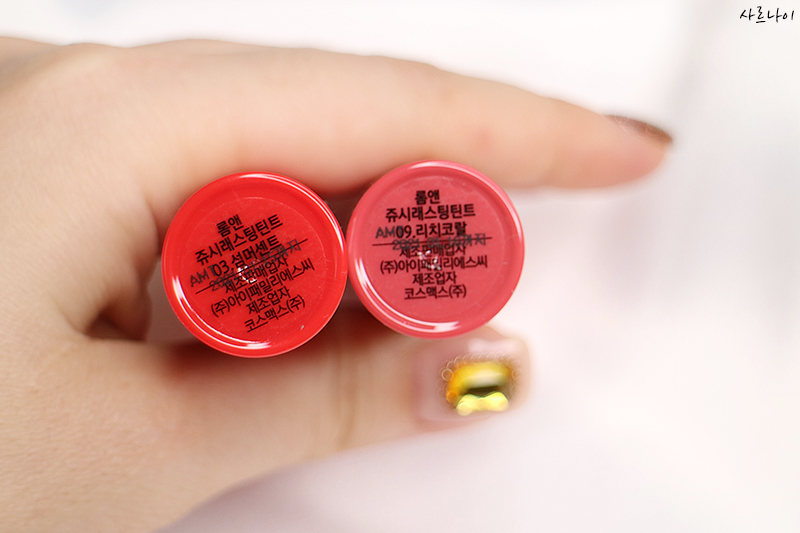 사르나이
롬앤
쥬시래스팅틴트
03.썸머센트
제조판매업자
(주)아이패밀리에스씨
제조업자
코스맥스(주)
롬앤
쥬시래스팅틴트
09.리치코랄
제조판매업자
(주)아이패밀리에스씨
제조업자
코스맥스(주)